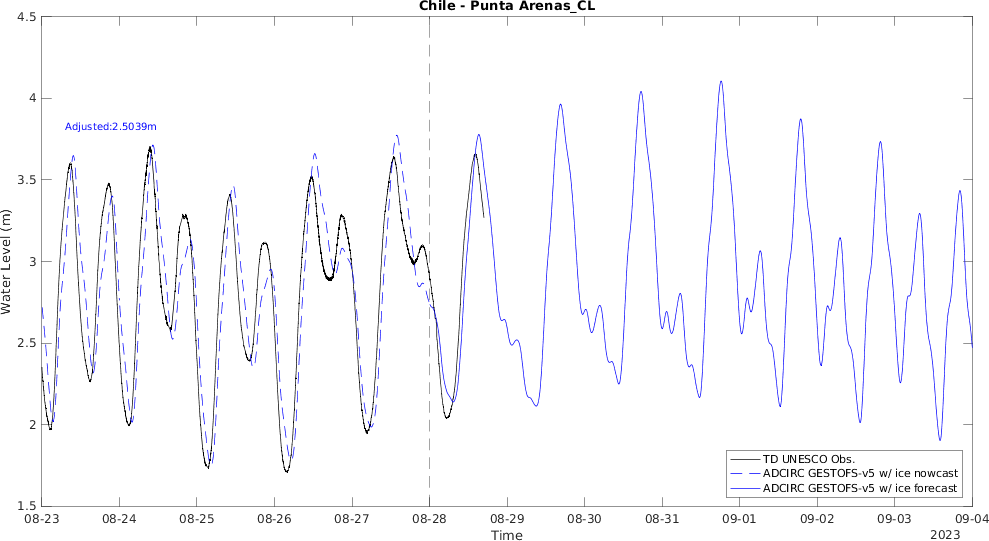 Chile - Punta Arenas_CL
4.5
4
3.5
3
2.5
2
1.5
Water Level (m)
Adjusted:2.5039m
TD UNESCO Obs.
ADCIRC GESTOFS-v5 w/ ice nowcast
ADCIRC GESTOFS-v5 w/ ice forecast
08-23 08-24 08-25 08-26 08-27 08-28 08-29 08-30 08-31 09-01 09-02 09-03 09-04
Time
2023